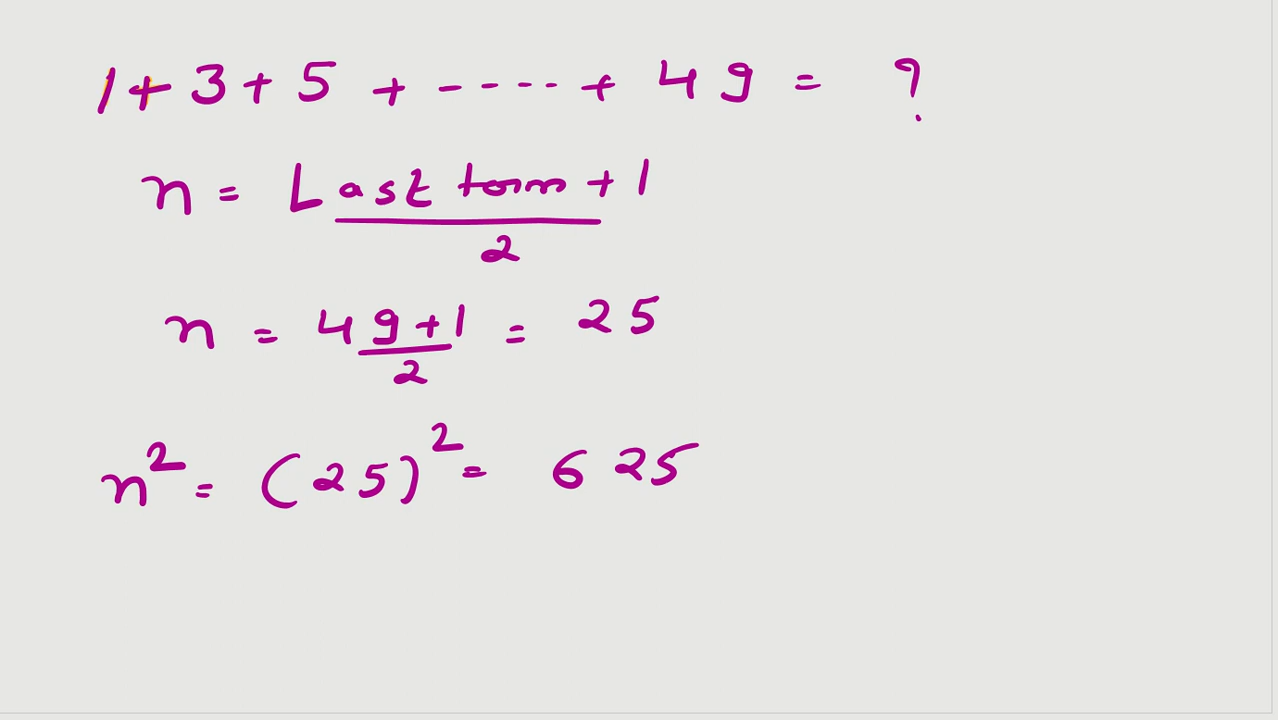 1 + 3 + 5 + ----- + 49 = ?
n = Last term + 1
2
n = 49+1 = 25
2
n² = (25)² = 625